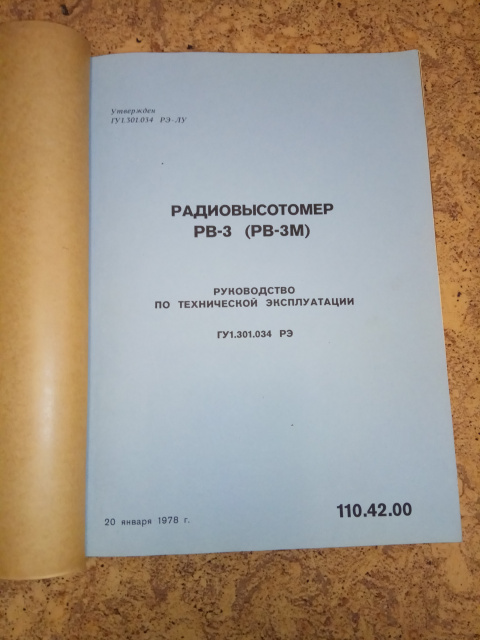 Утвержден
ГУ1.301.034 РЭ-ЛУ
РАДИОВЫСОТОМЕР
РВ-3 (РВ-3М)
РУКОВОДСТВО
ПО ТЕХНИЧЕСКОЙ ЭКСПЛУАТАЦИИ
ГУ1.301.034 РЭ
20 января 1978 г.
110.42.00